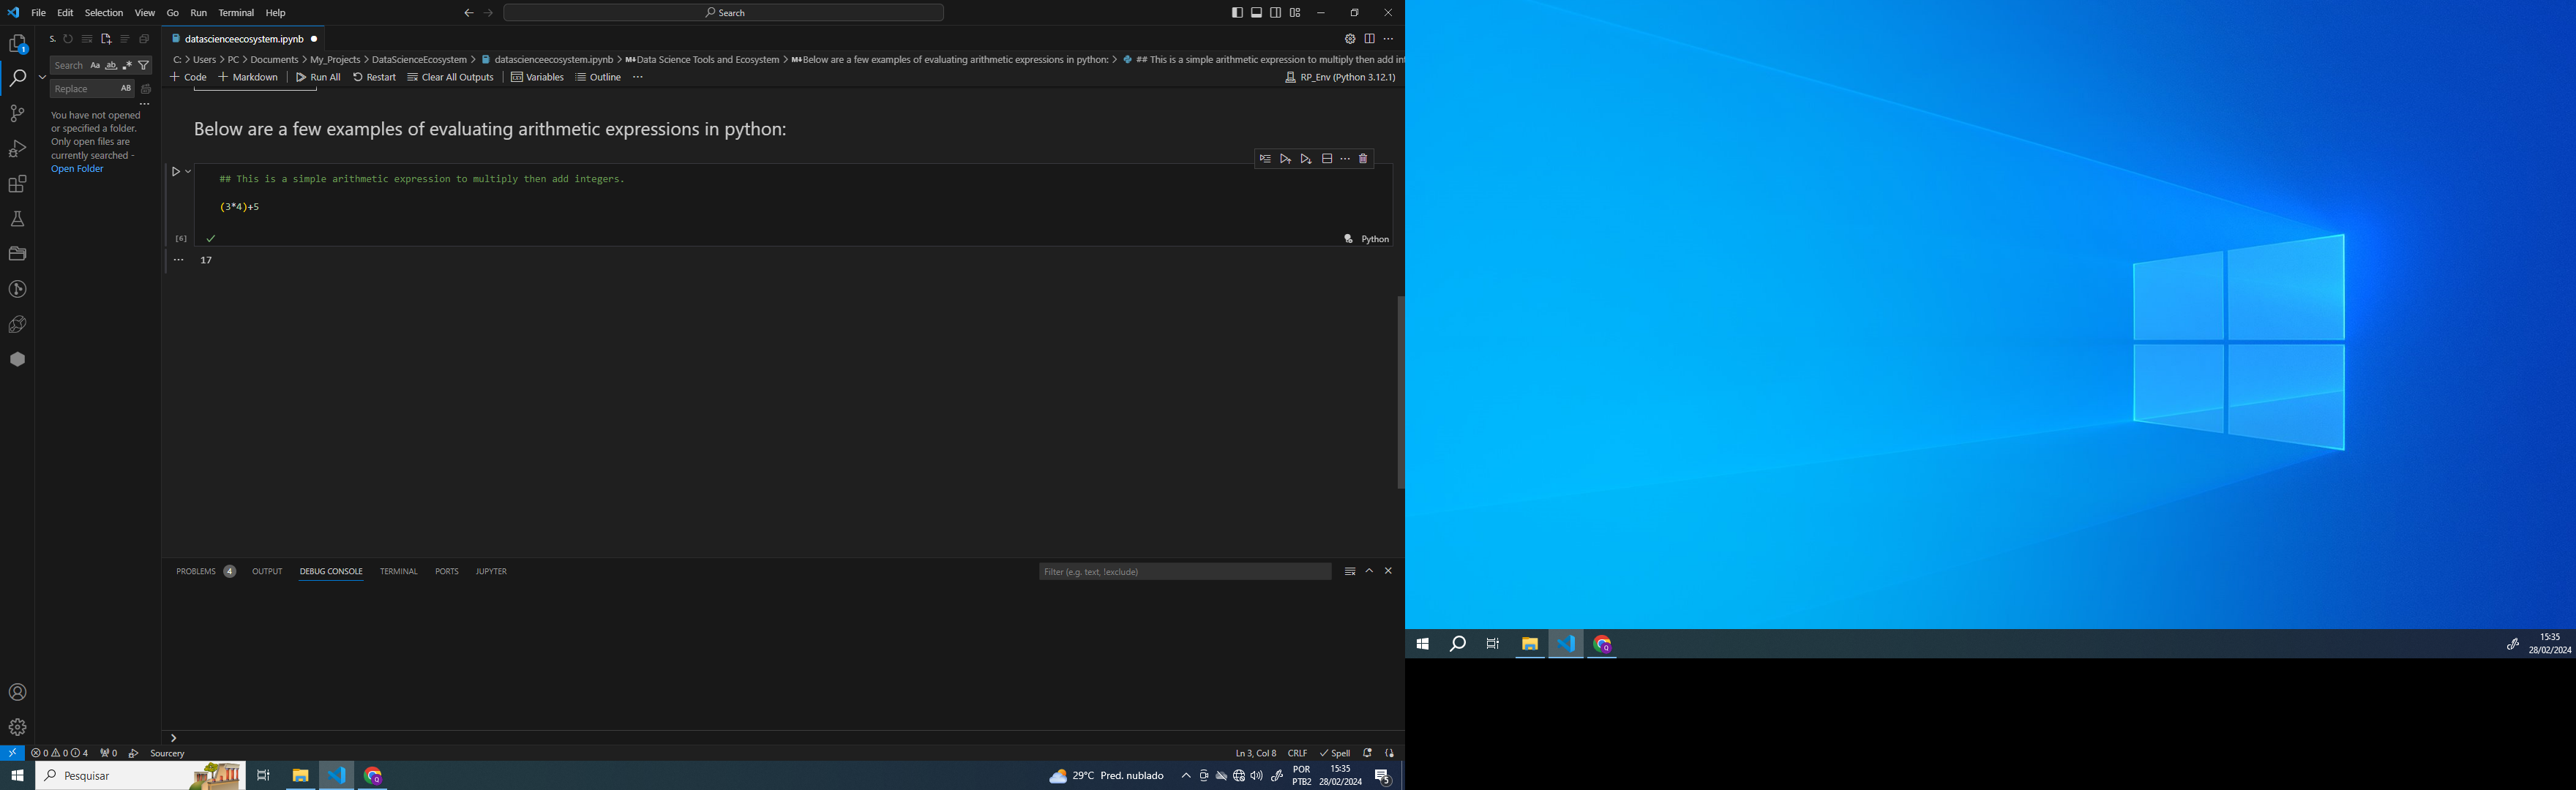 File Edit Selection View Go Run Terminal Help
Search
datascienceecosystem.ipynb
S.
1
Search Aa ab
Replace AB
You have not opened
or specified a folder.
Only open files are
currently searched -
Open Folder
C: > Users > PC > Documents > My_Projects > DataScienceEcosystem > datascienceecosystem.ipynb > M↓Data Science Tools and Ecosystem > M↓Below are a few examples of evaluating arithmetic expressions in python: > ## This is a simple arithmetic expression to multiply then add int
+ Code + Markdown Run All Restart Clear All Outputs Variables Outline ...
RP_Env (Python 3.12.1)
Below are a few examples of evaluating arithmetic expressions in python:
## This is a simple arithmetic expression to multiply then add integers.
(3*4)+5
[6]
Python
... 17
PROBLEMS 4 OUTPUT DEBUG CONSOLE TERMINAL PORTS JUPYTER
Filter (e.g. text, !exclude)
0 0 4 0 Sourcery
Ln 3, Col 8 CRLF Spell
Pesquisar
29°C Pred. nublado
POR
PTB2
15:35
28/02/2024
5
Q
15:35
28/02/2024
Q